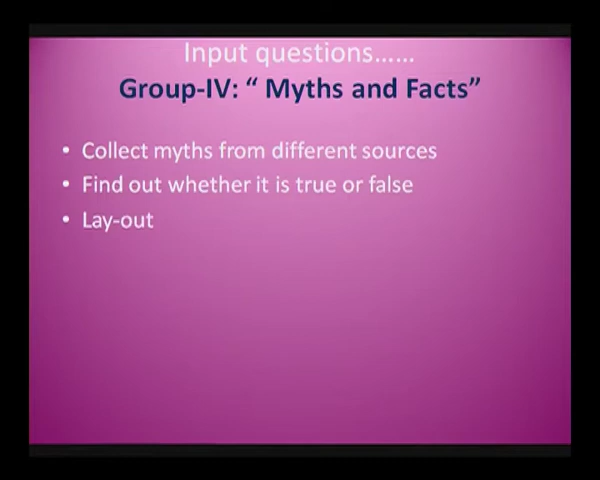 Input questions......
Group-IV: “ Myths and Facts”
• Collect myths from different sources
• Find out whether it is true or false
• Lay-out